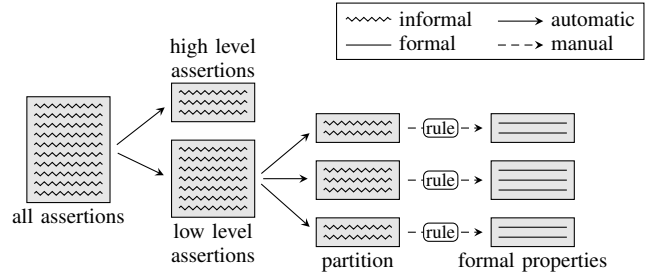 informal
automatic
formal
manual
high level
assertions
all assertions
low level
assertions
rule
rule
rule
partition
formal properties